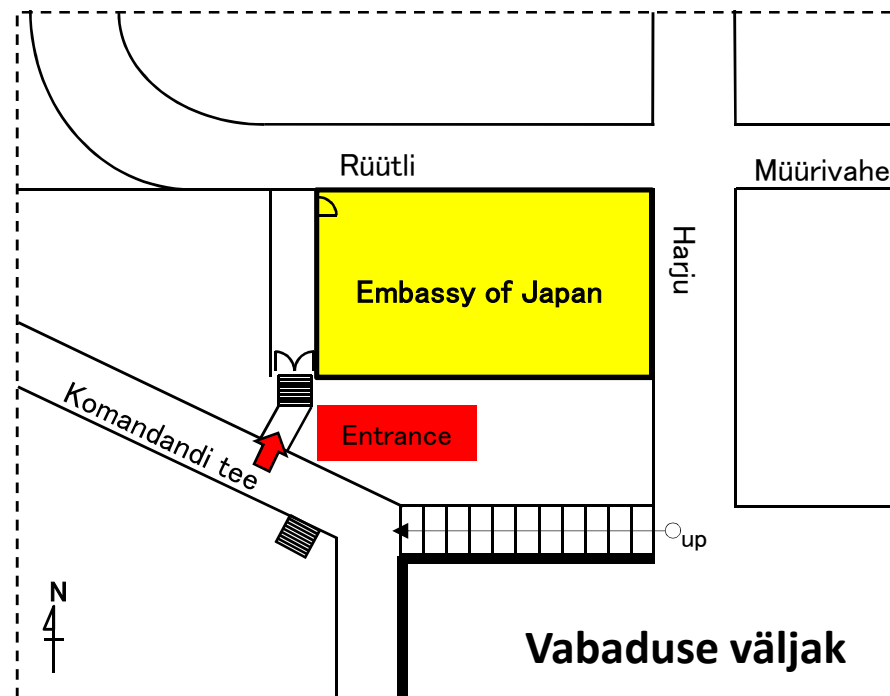 Rüütli
Müürivahe
Harju
Embassy of Japan
Entrance
Komandandi tee
up
N
Vabaduse väljak